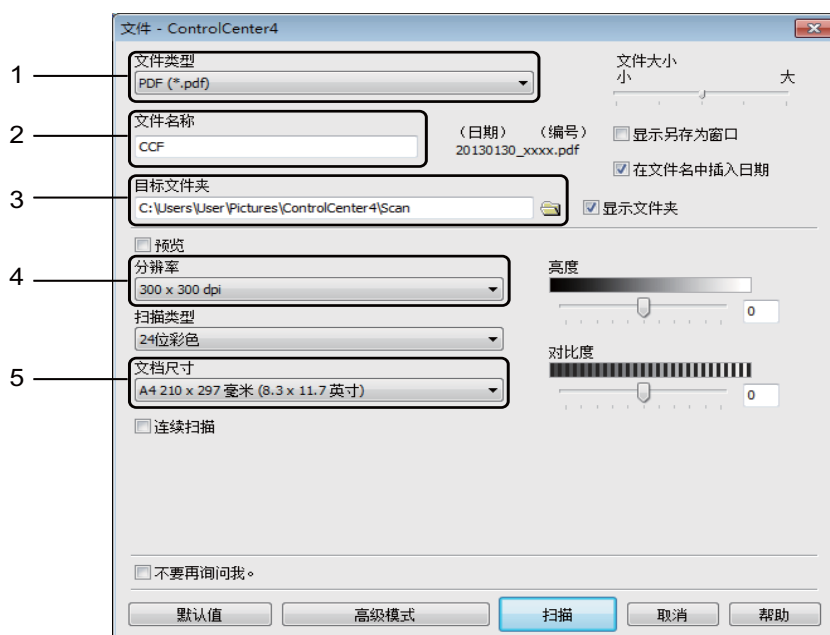 文件 - ControlCenter4
1
文件类型
PDF (*.pdf)
文件大小
小 大
2
文件名称
CCF
(日期) (编号)
20130130_xxxx.pdf
显示另存为窗口
在文件名中插入日期
3
目标文件夹
C:\Users\User\Pictures\ControlCenter4\Scan
显示文件夹
预览
4
分辨率
300 x 300 dpi
亮度
0
扫描类型
24位彩色
对比度
0
5
文档尺寸
A4 210 x 297 毫米 (8.3 x 11.7 英寸)
连续扫描
不要再询问我。
默认值 高级模式 扫描 取消 帮助